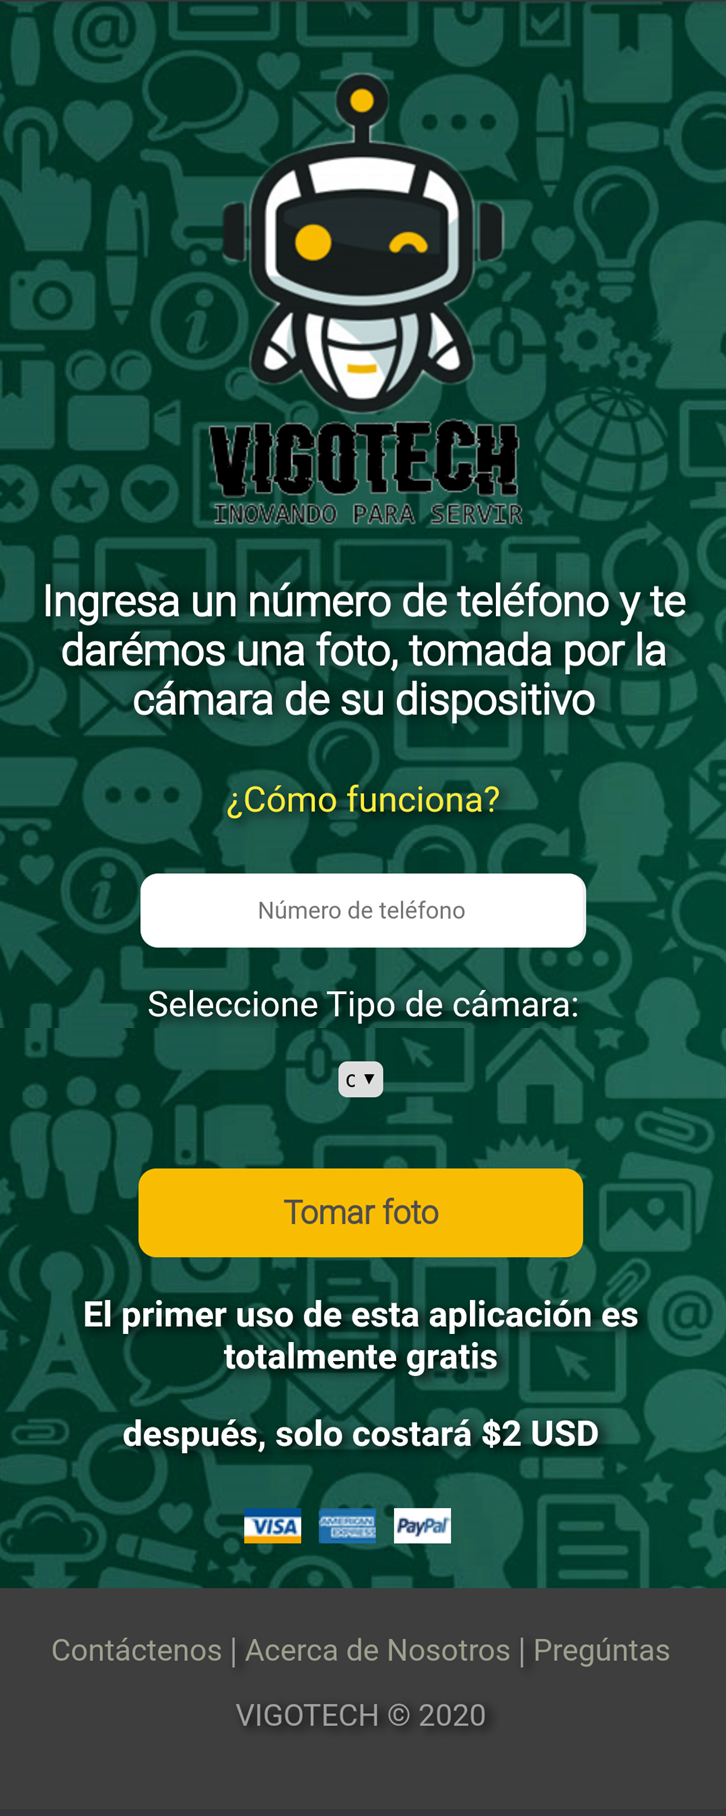 VIGOTECH
INOVANDO PARA SERVIR
Ingresa un número de teléfono y te
darémos una foto, tomada por la
cámara de su dispositivo
¿Cómo funciona?
Número de teléfono
Seleccione Tipo de cámara:
Tomar foto
El primer uso de esta aplicación es
totalmente gratis
después, solo costará $2 USD
VISA AMERICAN EXPRESS PayPal
Contáctenos | Acerca de Nosotros | Pregúntas
VIGOTECH © 2020